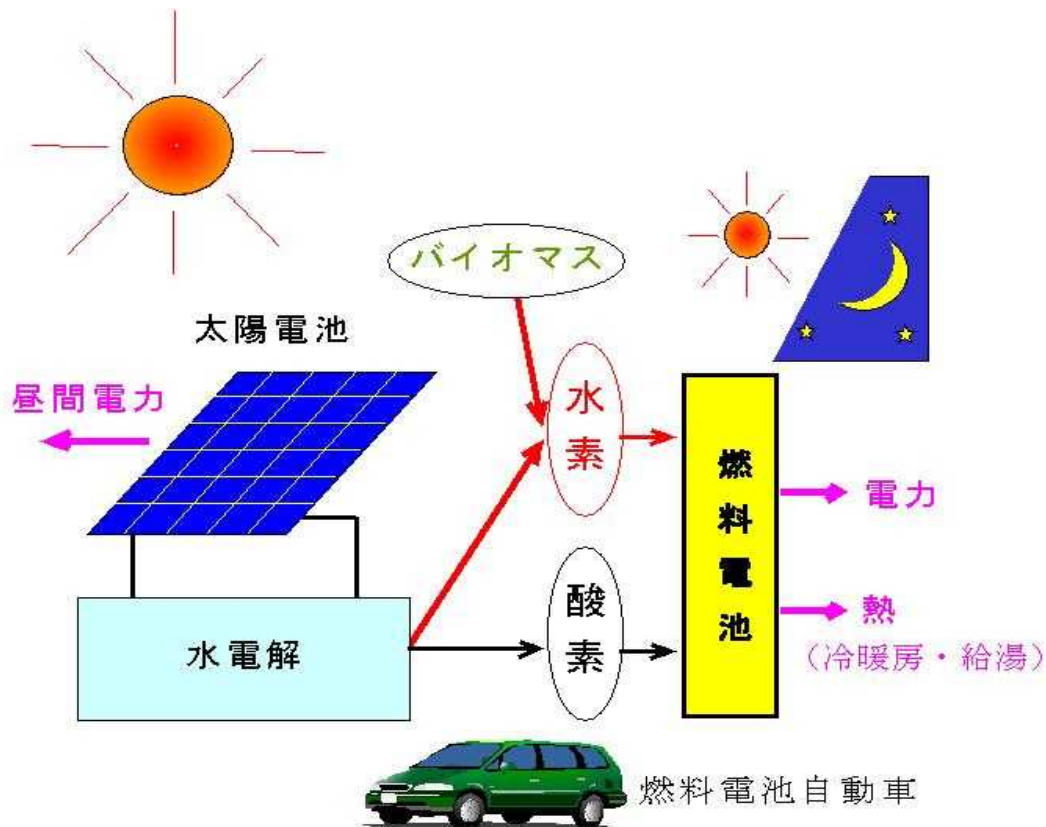 バイオマス
太陽電池
昼間電力
水素
燃料電池
電力
酸素
熱
水電解
（冷暖房・給湯）
燃料電池自動車